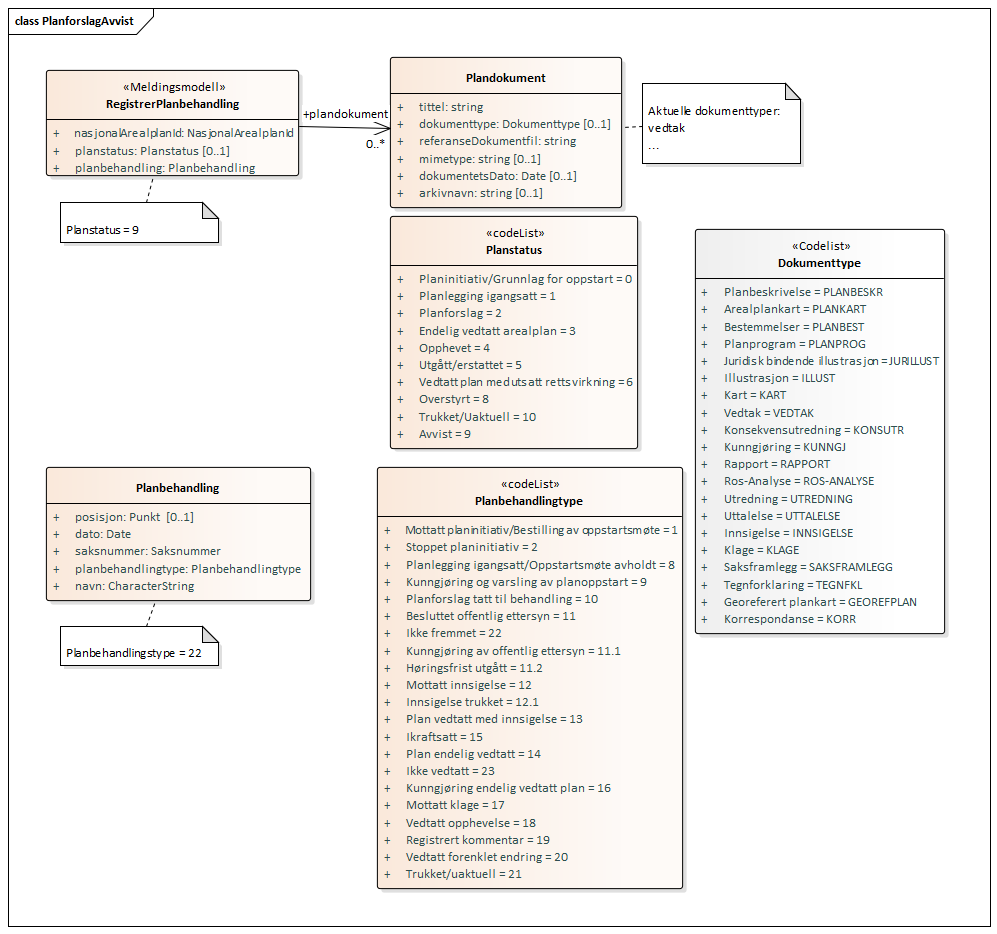 class PlanforslagAvvist
«Meldingsmodell»
RegistrerPlanbehandling
+ nasjonalArealplanId: NasjonalArealplanId
+ planstatus: Planstatus [0..1]
+ planbehandling: Planbehandling
+plandokument
0..*
Planstatus = 9
Plandokument
+ tittel: string
+ dokumenttype: Dokumenttype [0..1]
+ referanseDokumentfil: string
+ mimetype: string [0..1]
+ dokumentetsDato: Date [0..1]
+ arkivnavn: string [0..1]
Aktuelle dokumenttyper:
vedtak
...
«codeList»
Planstatus
+ Planinitiativ/Grunnlag for oppstart = 0
+ Planlegging igangsatt = 1
+ Planforslag = 2
+ Endelig vedtatt arealplan = 3
+ Opphevet = 4
+ Utgått/erstattet = 5
+ Vedtatt plan med utsatt rettsvirkning = 6
+ Overstyrt = 8
+ Trukket/Uaktuell = 10
+ Avvist = 9
«Codelist»
Dokumenttype
+ Planbeskrivelse = PLANBESKR
+ Arealplankart = PLANKART
+ Bestemmelser = PLANBEST
+ Planprogram = PLANPROG
+ Juridisk bindende illustrasjon = JURILLUST
+ Illustrasjon = ILLUST
+ Kart = KART
+ Vedtak = VEDTAK
+ Konsekvensutredning = KONSUTR
+ Kunngjøring = KUNNGJ
+ Rapport = RAPPORT
+ Ros-Analyse = ROS-ANALYSE
+ Utredning = UTREDNING
+ Uttalelse = UTTALELSE
+ Innsigelse = INNSIGELSE
+ Klage = KLAGE
+ Saksframlegg = SAKSFRAMLEGG
+ Tegnforklaring = TEGNFKL
+ Georeferert plankart = GEOREFPLAN
+ Korrespondanse = KORR
Planbehandling
+ posisjon: Punkt [0..1]
+ dato: Date
+ saksnummer: Saksnummer
+ planbehandlingtype: Planbehandlingtype
+ navn: CharacterString
Planbehandlingstype = 22
«codeList»
Planbehandlingtype
+ Mottatt planinitiativ/Bestilling av oppstartsmøte = 1
+ Stoppet planinitiativ = 2
+ Planlegging igangsatt/Oppstartsmøte avholdt = 8
+ Kunngjøring og varsling av planoppstart = 9
+ Planforslag tatt til behandling = 10
+ Besluttet offentlig ettersyn = 11
+ Ikke fremmet = 22
+ Kunngjøring av offentlig ettersyn = 11.1
+ Høringsfrist utgått = 11.2
+ Mottatt innsigelse = 12
+ Innsigelse trukket = 12.1
+ Plan vedtatt med innsigelse = 13
+ Ikraftsatt = 15
+ Plan endelig vedtatt = 14
+ Ikke vedtatt = 23
+ Kunngjøring endelig vedtatt plan = 16
+ Mottatt klage = 17
+ Vedtatt opphevelse = 18
+ Registrert kommentar = 19
+ Vedtatt forenklet endring = 20
+ Trukket/uaktuell = 21